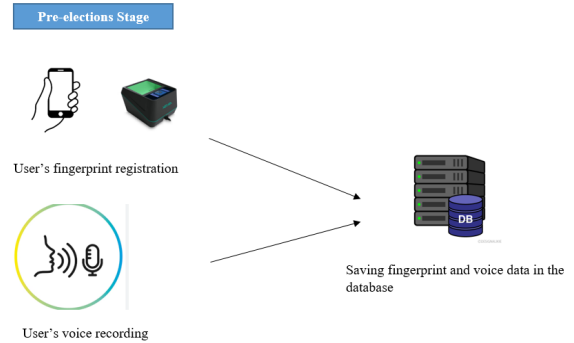 Pre-elections Stage
User's fingerprint registration
DB
Saving fingerprint and voice data in the
database
User's voice recording